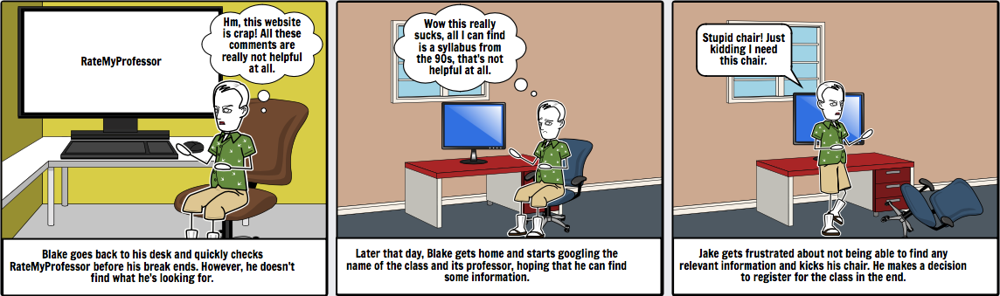 RateMyProfessor
Hm, this website
is crap! All these
comments are
really not helpful
at all.
Blake goes back to his desk and quickly checks
RateMyProfessor before his break ends. However, he doesn't
find what he's looking for.
Wow this really
sucks, all I can find
is a syllabus from
the 90s, that's not
helpful at all.
Later that day, Blake gets home and starts googling the
name of the class and its professor, hoping that he can find
some information.
Stupid chair! Just
kidding I need
this chair.
Jake gets frustrated about not being able to find any
relevant information and kicks his chair. He makes a decision
to register for the class in the end.